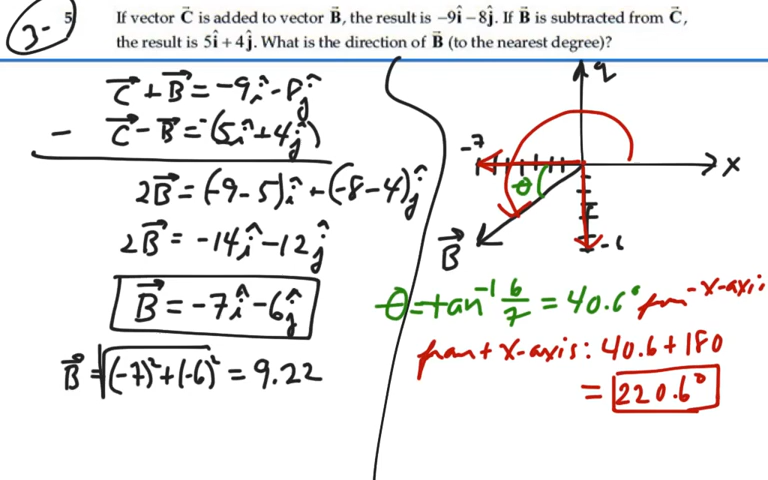 3- 5
If vector C⃗ is added to vector B⃗, the result is −9î − 8ĵ. If B⃗ is subtracted from C⃗,
the result is 5î + 4ĵ. What is the direction of B⃗ (to the nearest degree)?
C⃗ + B⃗ = -9î - 8ĵ
- C⃗ - B⃗ = -(5î + 4ĵ)
2B⃗ = (-9-5)î + (-8-4)ĵ
2B⃗ = -14î - 12ĵ
B⃗ = -7î - 6ĵ
B⃗ = √(-7)² + (-6)² = 9.22
y
-7
x
θ
B⃗
-6
θ = tan⁻¹ 6/7 = 40.6° from -x-axis
from + x-axis: 40.6 + 180
= 220.6°